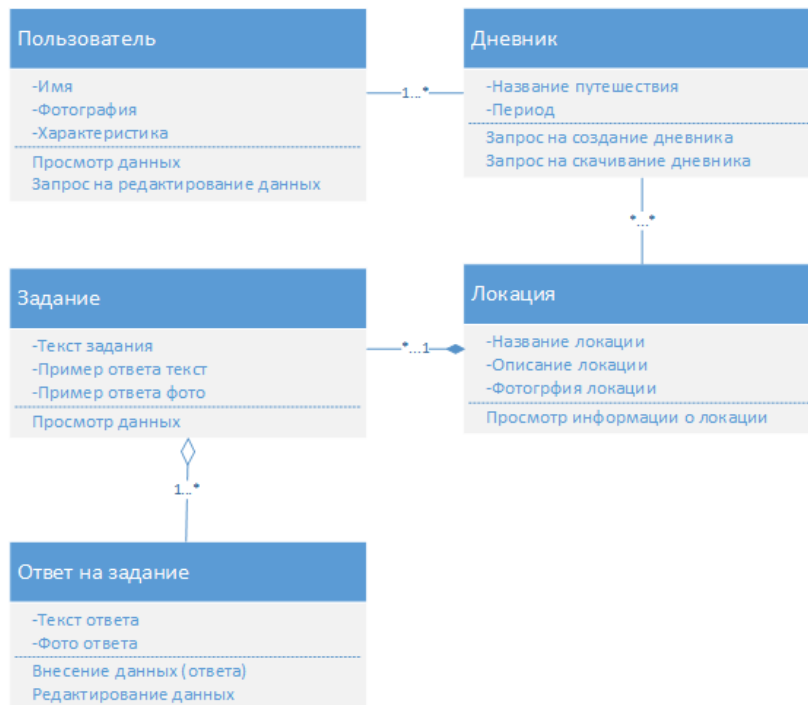 Пользователь
-Имя
-Фотография
-Характеристика
Просмотр данных
Запрос на редактирование данных
1...*
Дневник
-Название путешествия
-Период
Запрос на создание дневника
Запрос на скачивание дневника
*...*
Задание
-Текст задания
-Пример ответа текст
-Пример ответа фото
Просмотр данных
*...1
Локация
-Название локации
-Описание локации
-Фотогрфия локации
Просмотр информации о локации
1...*
Ответ на задание
-Текст ответа
-Фото ответа
Внесение данных (ответа)
Редактирование данных